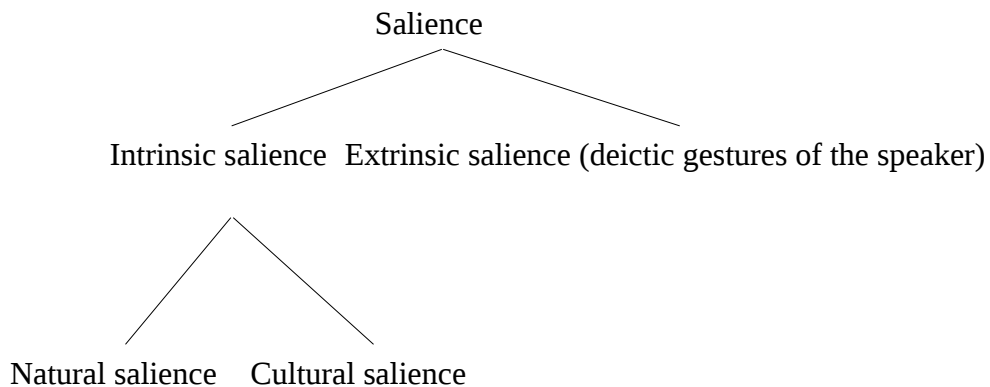 Salience
Intrinsic salience Extrinsic salience (deictic gestures of the speaker)
Natural salience Cultural salience